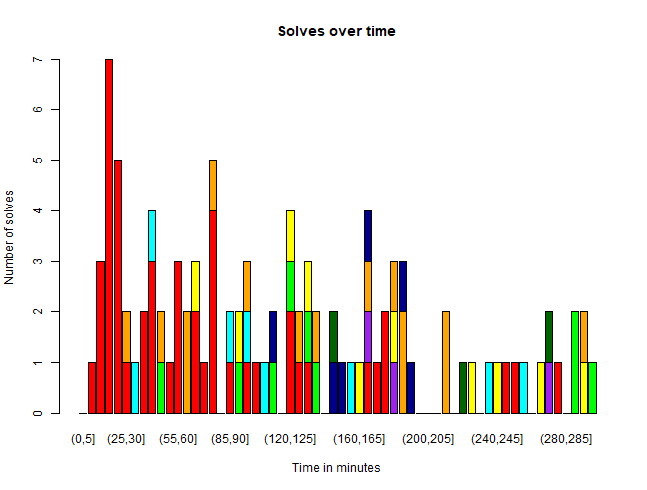 Solves over time
Number of solves
7
6
5
4
3
2
1
0
(0,5] (25,30] (55,60] (85,90] (120,125] (160,165] (200,205] (240,245] (280,285]
Time in minutes